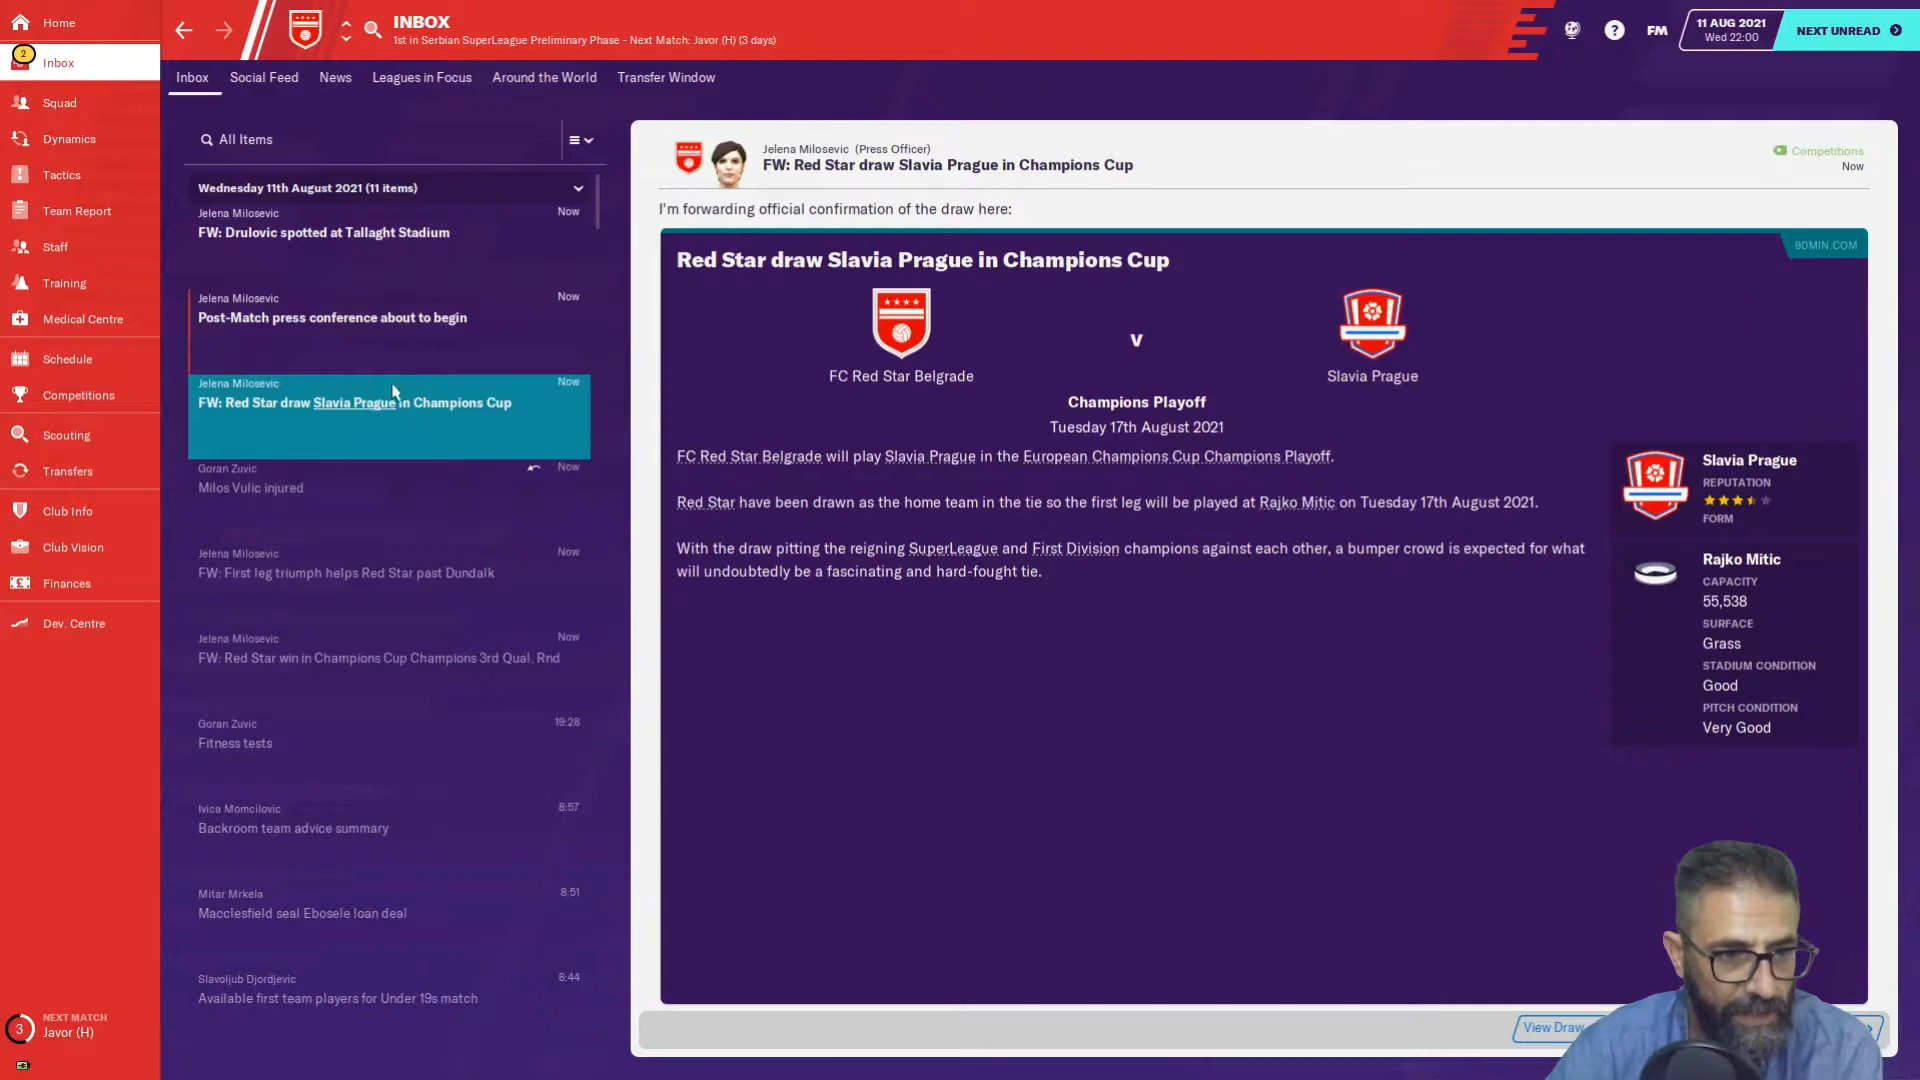 Home
2
Inbox
Squad
Dynamics
Tactics
Team Report
Staff
Training
Medical Centre
Schedule
Competitions
Scouting
Transfers
Club Info
Club Vision
Finances
Dev. Centre
3
NEXT MATCH
Javor (H)
INBOX
1st in Serbian SuperLeague Preliminary Phase - Next Match: Javor (H) (3 days)
?
FM
11 AUG 2021
Wed 22:00
NEXT UNREAD
Inbox
Social Feed
News
Leagues in Focus
Around the World
Transfer Window
All Items
Wednesday 11th August 2021 (11 items)
Jelena Milosevic
Now
FW: Drulovic spotted at Tallaght Stadium
Jelena Milosevic
Now
Post-Match press conference about to begin
Jelena Milosevic
Now
FW: Red Star draw Slavia Prague in Champions Cup
Goran Zuvic
Now
Milos Vulic injured
Jelena Milosevic
Now
FW: First leg triumph helps Red Star past Dundalk
Jelena Milosevic
Now
FW: Red Star win in Champions Cup Champions 3rd Qual. Rnd
Goran Zuvic
19:28
Fitness tests
Ivica Momcilovic
8:57
Backroom team advice summary
Mitar Mrkela
8:51
Macclesfield seal Ebosele loan deal
Slavoljub Djordjevic
8:44
Available first team players for Under 19s match
Jelena Milosevic (Press Officer)
FW: Red Star draw Slavia Prague in Champions Cup
Competitions
Now
I'm forwarding official confirmation of the draw here:
90MIN.COM
Red Star draw Slavia Prague in Champions Cup
v
FC Red Star Belgrade
Slavia Prague
Champions Playoff
Tuesday 17th August 2021
FC Red Star Belgrade will play Slavia Prague in the European Champions Cup Champions Playoff.
Red Star have been drawn as the home team in the tie so the first leg will be played at Rajko Mitic on Tuesday 17th August 2021.
With the draw pitting the reigning SuperLeague and First Division champions against each other, a bumper crowd is expected for what
will undoubtedly be a fascinating and hard-fought tie.
Slavia Prague
REPUTATION
FORM
Rajko Mitic
CAPACITY
55,538
SURFACE
Grass
STADIUM CONDITION
Good
PITCH CONDITION
Very Good
View Draw